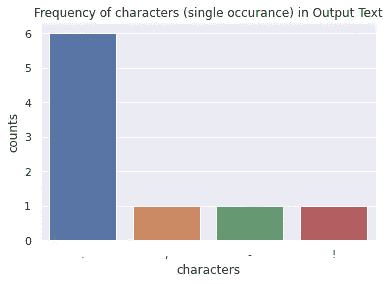 Frequency of characters (single occurance) in Output Text
counts
6
5
4
3
2
1
0
. , - !
characters